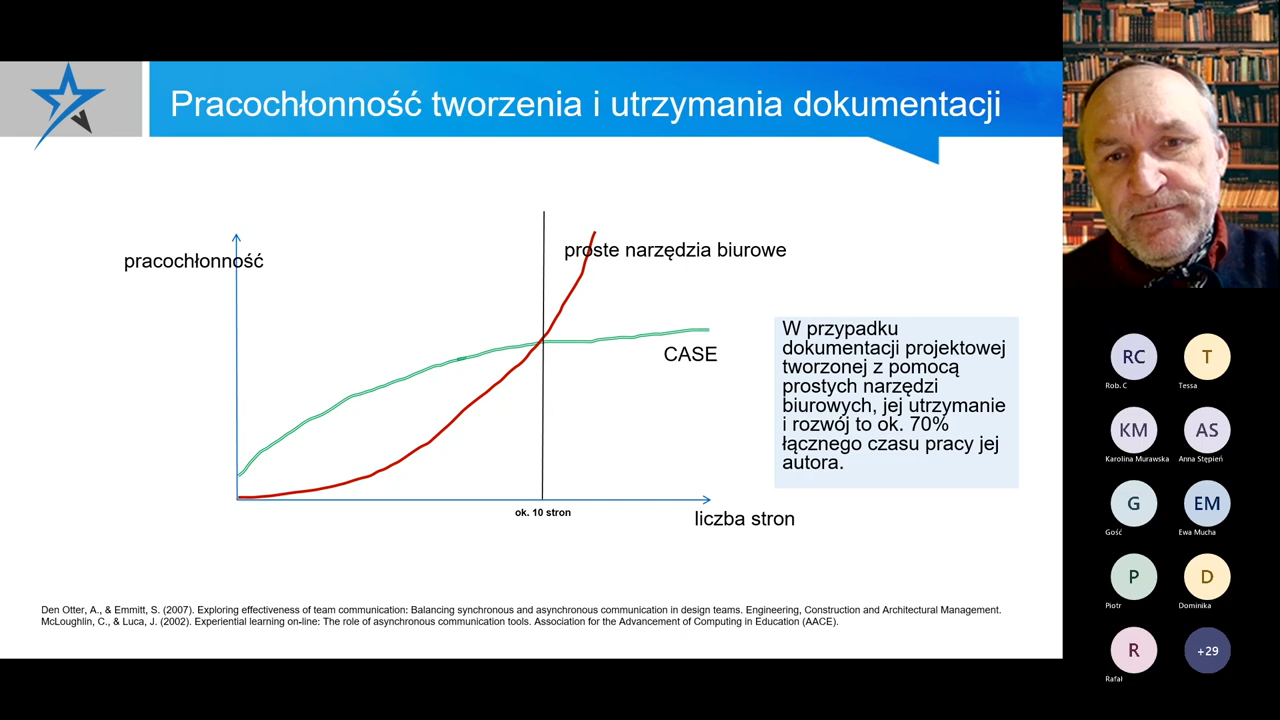 Pracochłonność tworzenia i utrzymania dokumentacji
pracochłonność
proste narzędzia biurowe
CASE
W przypadku
dokumentacji projektowej
tworzonej z pomocą
prostych narzędzi
biurowych, jej utrzymanie
i rozwój to ok. 70%
łącznego czasu pracy jej
autora.
ok. 10 stron
liczba stron
Den Otter, A., & Emmitt, S. (2007). Exploring effectiveness of team communication: Balancing synchronous and asynchronous communication in design teams. Engineering, Construction and Architectural Management.
McLoughlin, C., & Luca, J. (2002). Experiential learning on-line: The role of asynchronous communication tools. Association for the Advancement of Computing in Education (AACE).
RC
Rob. C
T
Tessa
KM
Karolina Murawska
AS
Anna Stępień
G
Gość
EM
Ewa Mucha
P
Piotr
D
Dominika
R
Rafał
+29